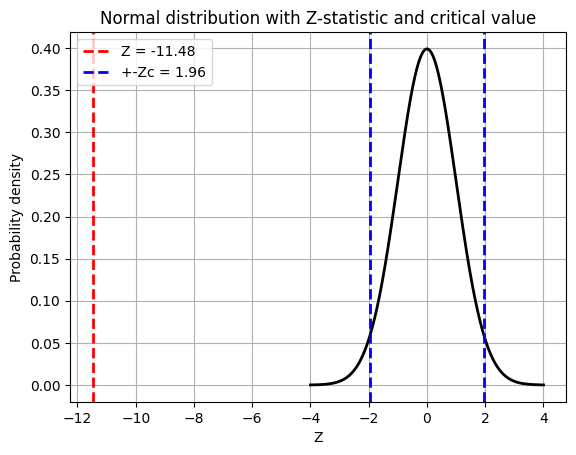 Normal distribution with Z-statistic and critical value
Z = -11.48
+-Zc = 1.96
Probability density
0.40
0.35
0.30
0.25
0.20
0.15
0.10
0.05
0.00
−12 −10 −8 −6 −4 −2 0 2 4
Z